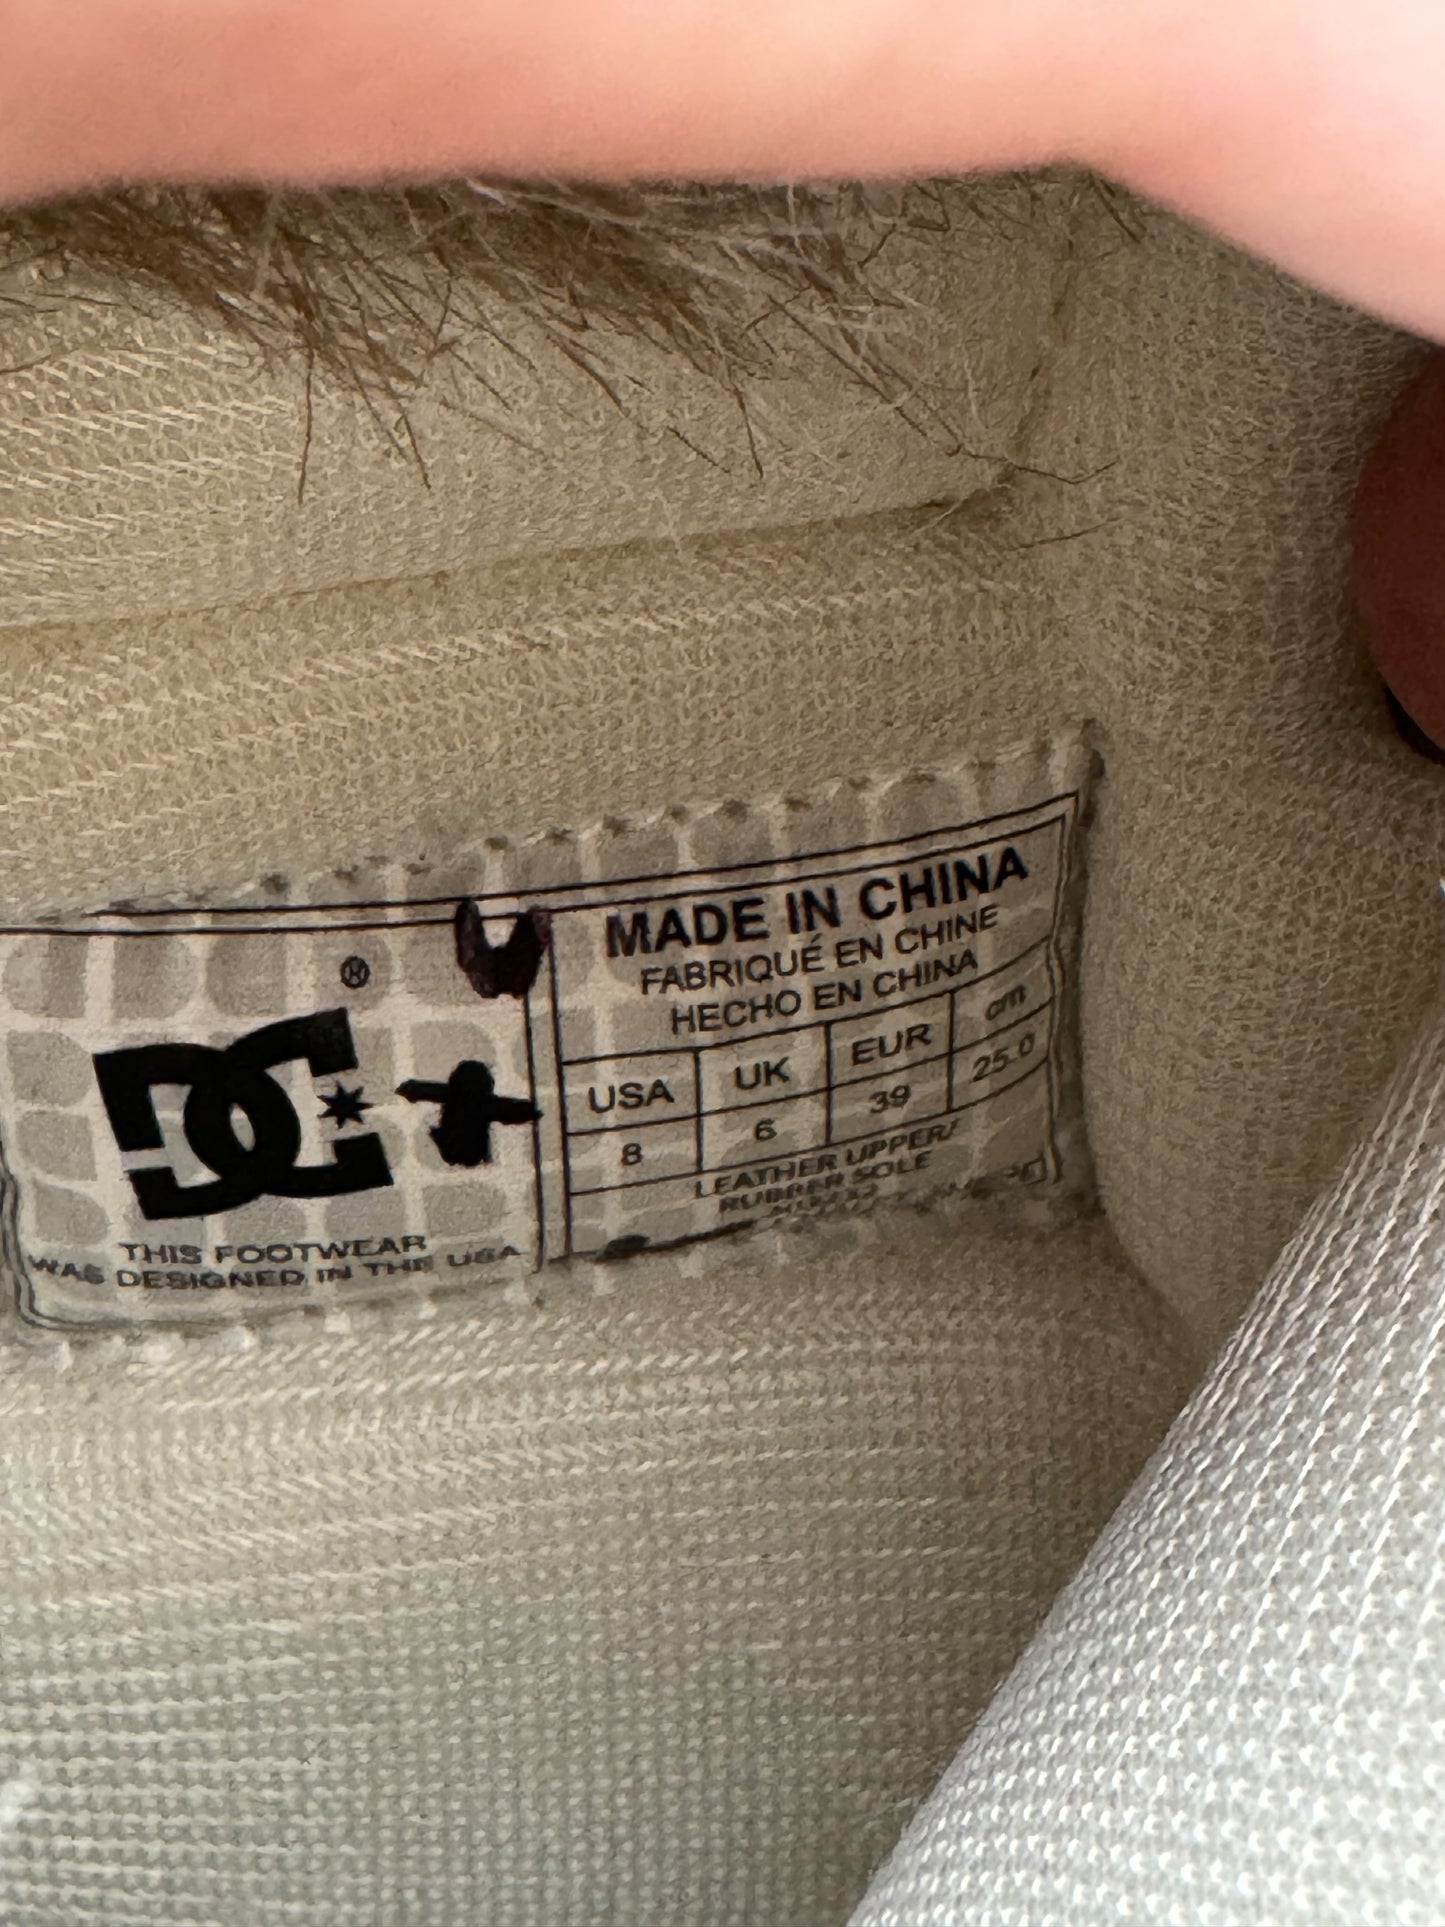 ®
DC
THIS FOOTWEAR
WAS DESIGNED IN THE USA
MADE IN CHINA
FABRIQUÉ EN CHINE
HECHO EN CHINA
USA UK EUR cm
8 6 39 25.0
LEATHER UPPER/
RUBBER SOLE